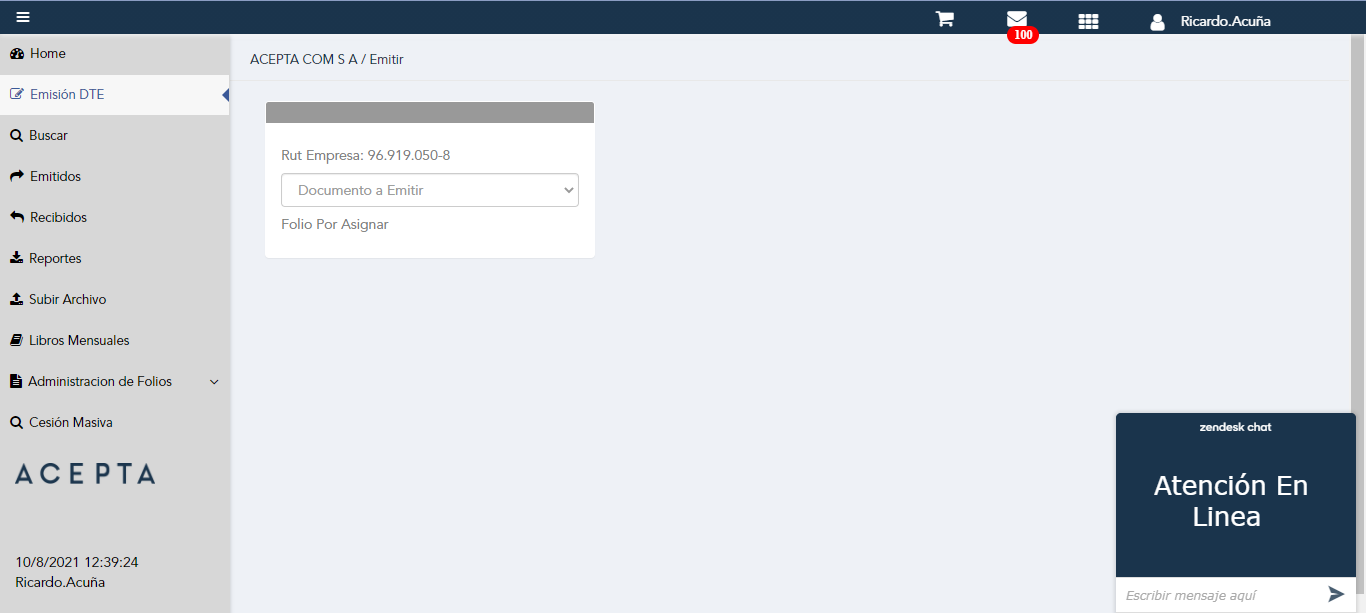 Ricardo.Acuña
100
Home
Emisión DTE
Buscar
Emitidos
Recibidos
Reportes
Subir Archivo
Libros Mensuales
Administracion de Folios
Cesión Masiva
ACEPTA
10/8/2021 12:39:24
Ricardo.Acuña
ACEPTA COM S A / Emitir
Rut Empresa: 96.919.050-8
Documento a Emitir
Folio Por Asignar
zendesk chat
Atención En
Linea
Escribir mensaje aquí